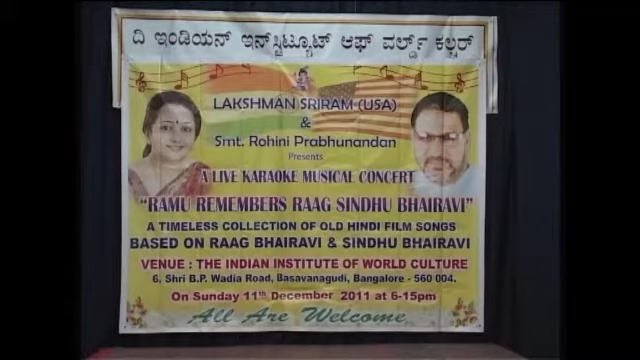 ದಿ ಇಂಡಿಯನ್ ಇನ್‌ಸ್ಟಿಟ್ಯೂಟ್ ಆಫ್ ವರ್ಲ್ಡ್ ಕಲ್ಚರ್
LAKSHMAN SRIRAM (USA)
&
Smt. Rohini Prabhunandan
Presents
A LIVE KARAOKE MUSICAL CONCERT
"RAMU REMEMBERS RAAG SINDHU BHAIRAVI"
A TIMELESS COLLECTION OF OLD HINDI FILM SONGS
BASED ON RAAG BHAIRAVI & SINDHU BHAIRAVI
VENUE : THE INDIAN INSTITUTE OF WORLD CULTURE
6, Shri B.P. Wadia Road, Basavanagudi, Bangalore - 560 004.
On Sunday 11th December 2011 at 6-15pm
All Are Welcome